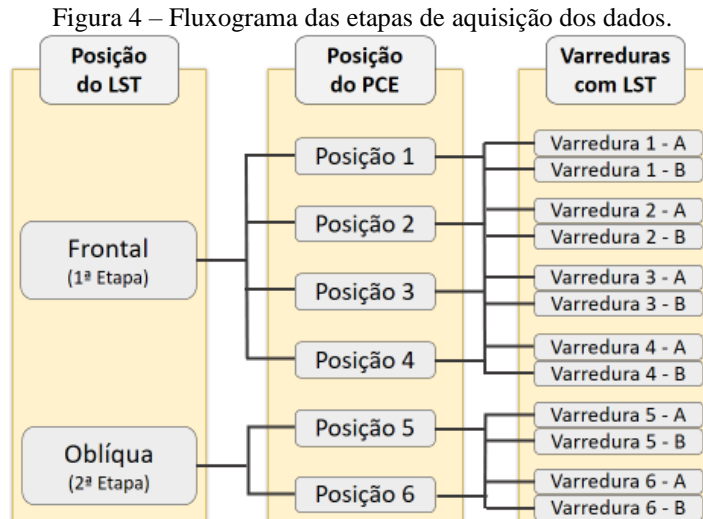 Figura 4 – Fluxograma das etapas de aquisição dos dados.
Posição
do LST
Posição
do PCE
Varreduras
com LST
Frontal
(1ª Etapa)
Oblíqua
(2ª Etapa)
Posição 1
Posição 2
Posição 3
Posição 4
Posição 5
Posição 6
Varredura 1 - A
Varredura 1 - B
Varredura 2 - A
Varredura 2 - B
Varredura 3 - A
Varredura 3 - B
Varredura 4 - A
Varredura 4 - B
Varredura 5 - A
Varredura 5 - B
Varredura 6 - A
Varredura 6 - B